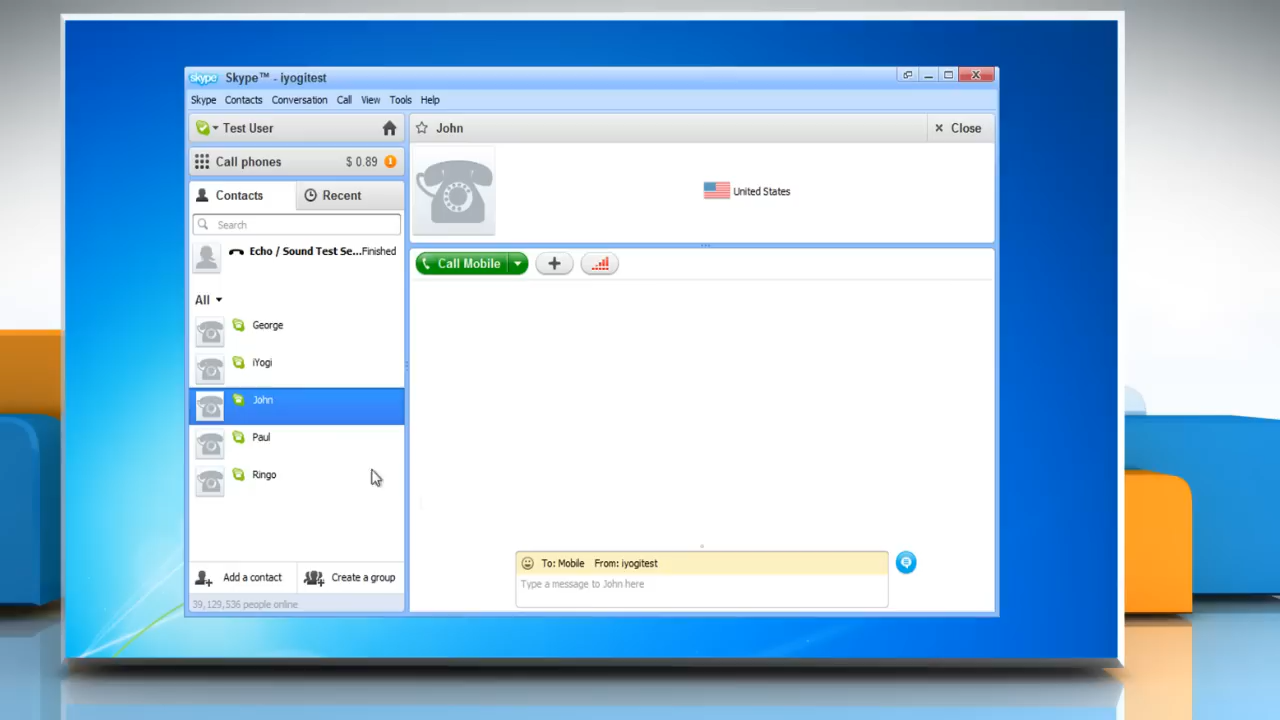 skype Skype™ - iyogitest
Skype Contacts Conversation Call View Tools Help
Test User
John
Close
Call phones $ 0.89
Contacts
Recent
United States
Search
Echo / Sound Test Se... Finished
Call Mobile
All
George
iYogi
John
Paul
Ringo
To: Mobile From: iyogitest
Type a message to John here
Add a contact
Create a group
39,129,536 people online